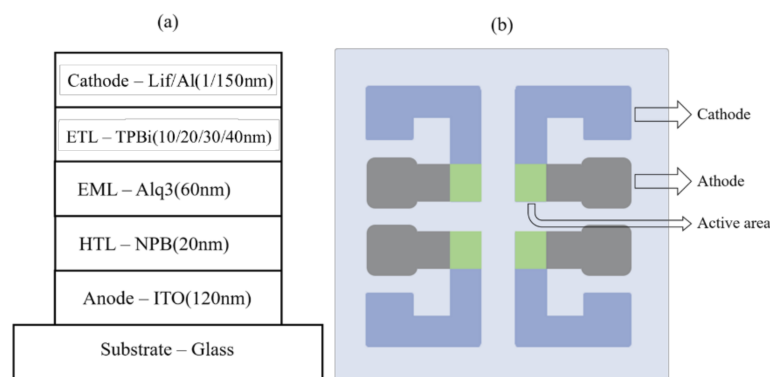 (a)
Cathode – Lif/Al(1/150nm)
ETL – TPBi(10/20/30/40nm)
EML – Alq3(60nm)
HTL – NPB(20nm)
Anode – ITO(120nm)
Substrate – Glass
(b)
Cathode
Athode
Active area